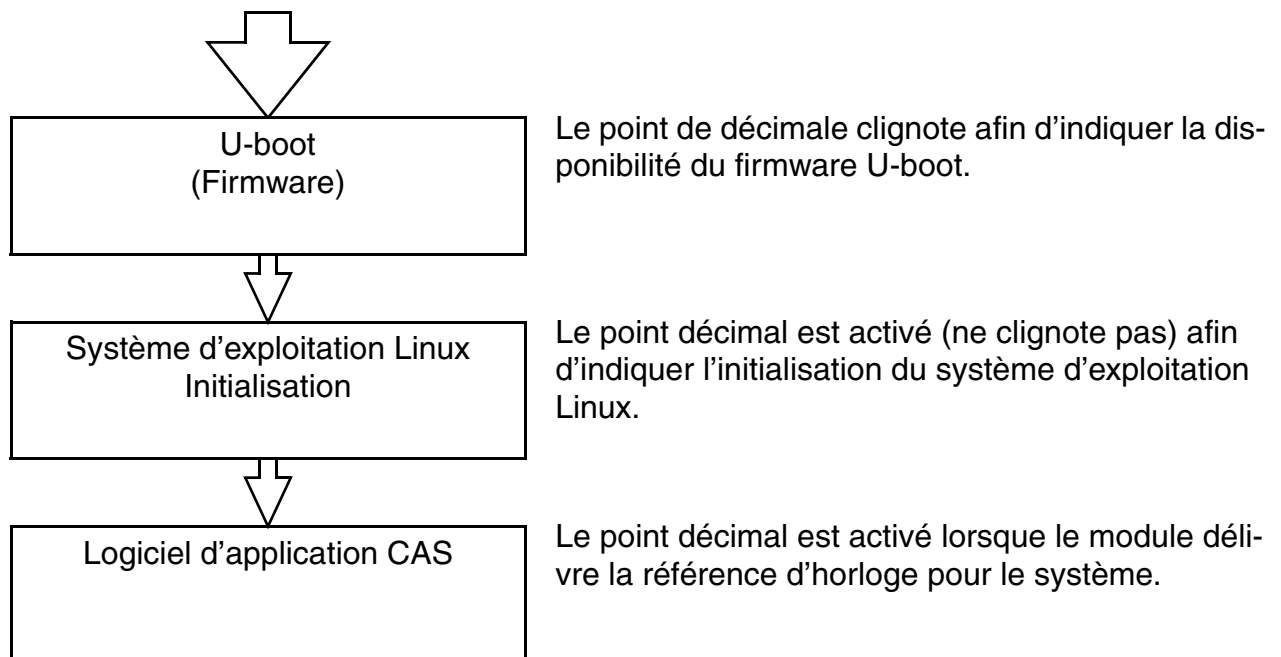 U-boot
(Firmware)
Le point de décimale clignote afin d’indiquer la dis-
ponibilité du firmware U-boot.
Système d’exploitation Linux
Initialisation
Le point décimal est activé (ne clignote pas) afin
d’indiquer l’initialisation du système d’exploitation
Linux.
Logiciel d’application CAS
Le point décimal est activé lorsque le module déli-
vre la référence d’horloge pour le système.